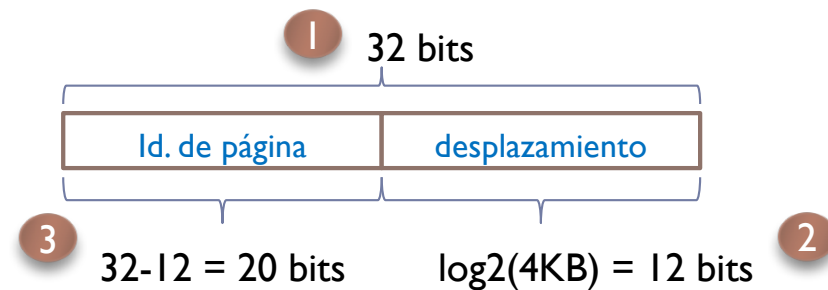 1 32 bits
Id. de página desplazamiento
3 32-12 = 20 bits log2(4KB) = 12 bits 2